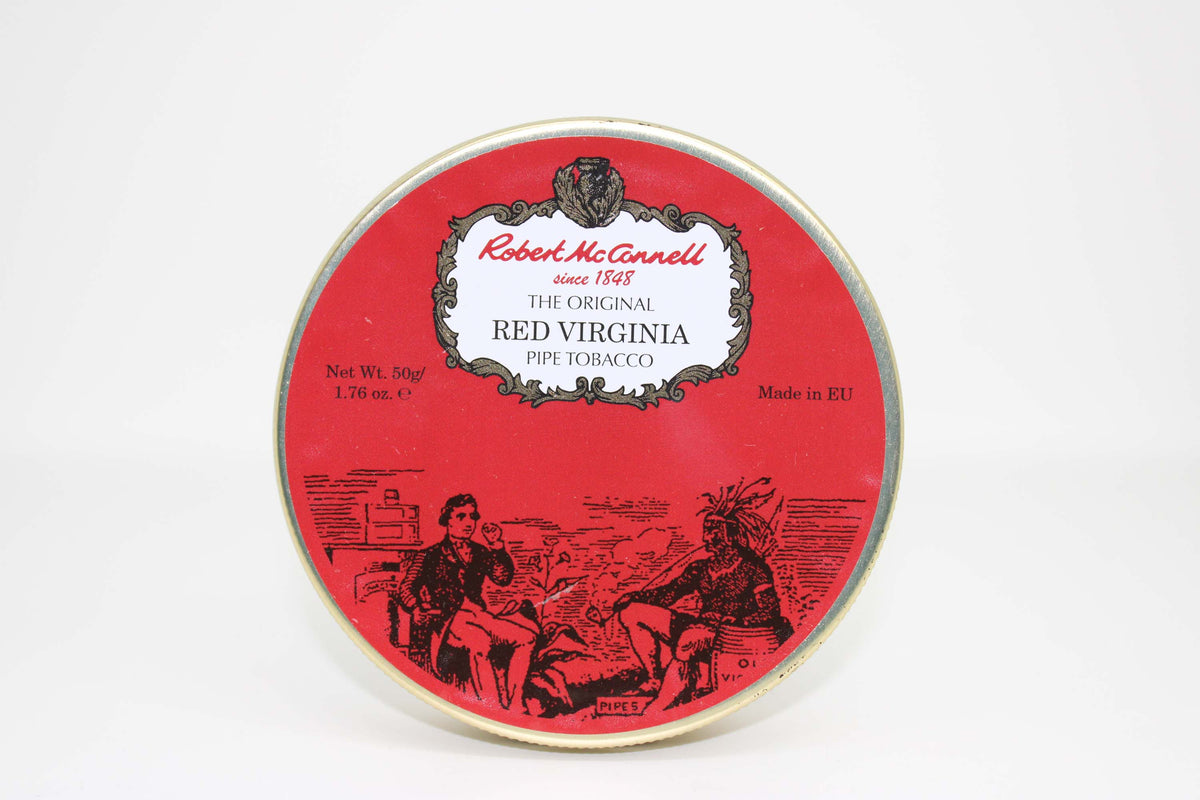 Robert McConnell
since 1848
THE ORIGINAL
RED VIRGINIA
PIPE TOBACCO
Net Wt. 50g/
1.76 oz. ℮
Made in EU
PIPES